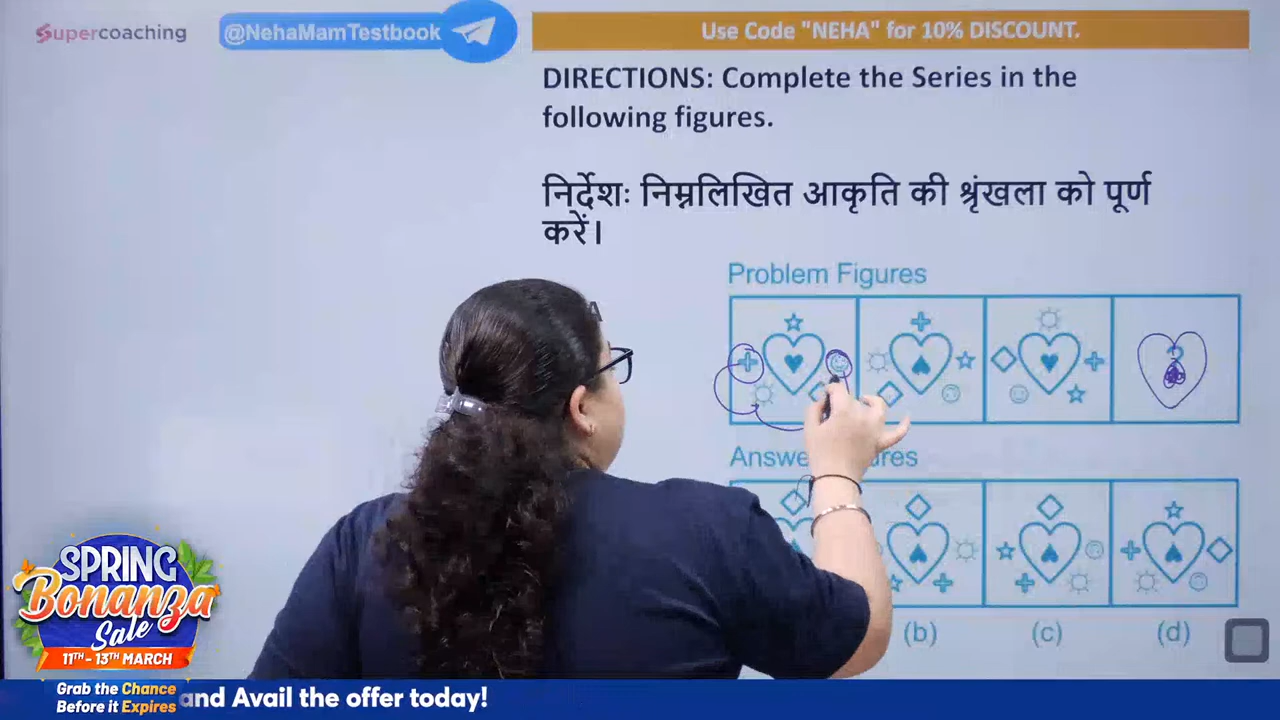 Supercoaching
@NehaMamTestbook
Use Code "NEHA" for 10% DISCOUNT.
DIRECTIONS: Complete the Series in the
following figures.
निर्देशः निम्नलिखित आकृति की श्रृंखला को पूर्ण
करें।
Problem Figures
(b)
(c)
(d)
SPRING
Bonanza
Sale
11TH - 13TH MARCH
Grab the Chance
Before it Expires
and Avail the offer today!